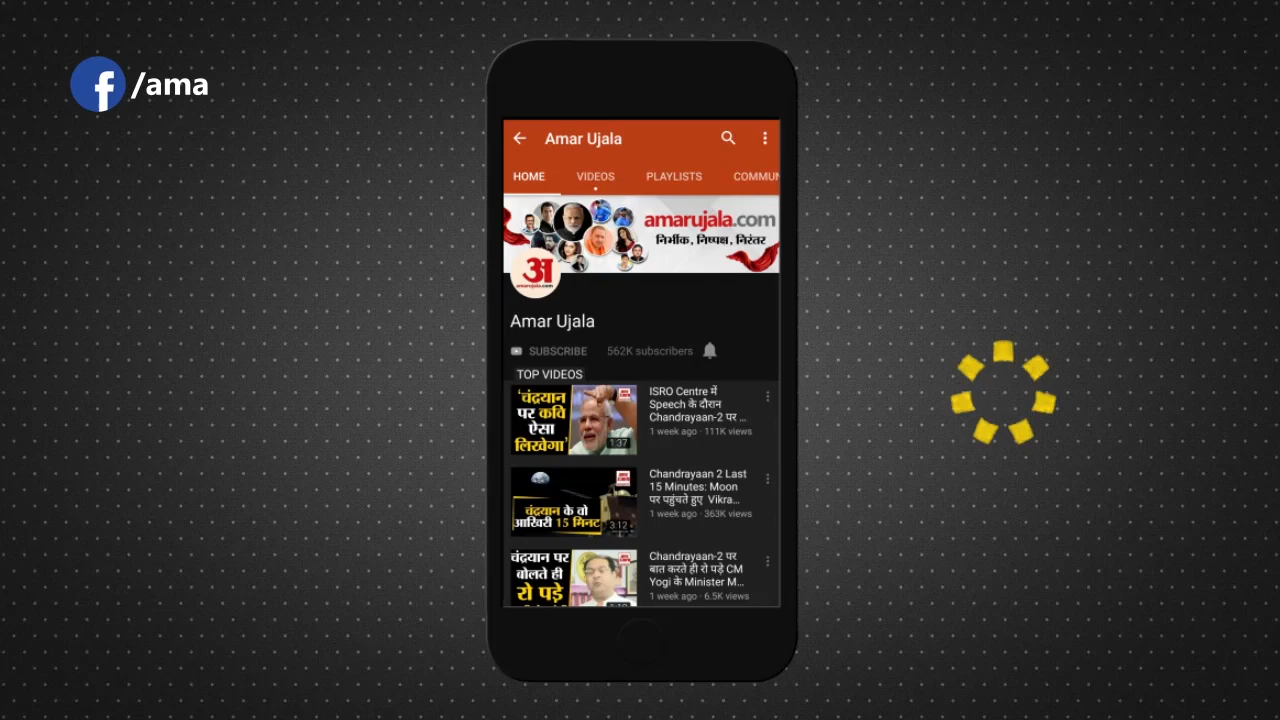 /ama
Amar Ujala
HOME VIDEOS PLAYLISTS COMMUN
amarujala.com
निर्भीक, निष्पक्ष, निरंतर
अ
amarujala.com
Amar Ujala
SUBSCRIBE 562K subscribers
TOP VIDEOS
'चंद्रयान
पर कवि
ऐसा
लिखेगा'
1:37
ISRO Centre में
Speech के दौरान
Chandrayaan-2 पर ...
1 week ago · 111K views
चंद्रयान के वो
आखिरी 15 मिनट
3:12
Chandrayaan 2 Last
15 Minutes: Moon
पर पहुंचते हुए Vikra...
1 week ago · 363K views
चंद्रयान पर
बोलते ही
रो पड़े
Chandrayaan-2 पर
बात करते ही रो पड़े CM
Yogi के Minister M...
1 week ago · 6.5K views